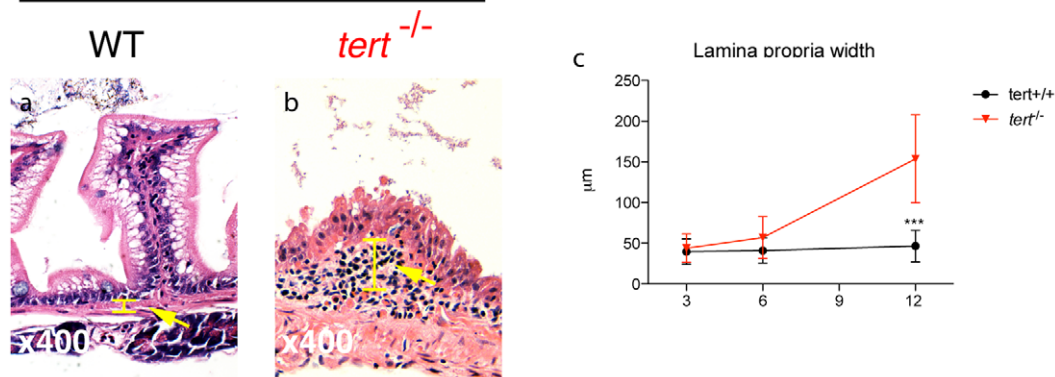 WT
tert -/-
a
x400
b
x400
c
Lamina propria width
250
200
150
100
50
0
μm
3
6
9
12
***
tert+/+
tert-/-